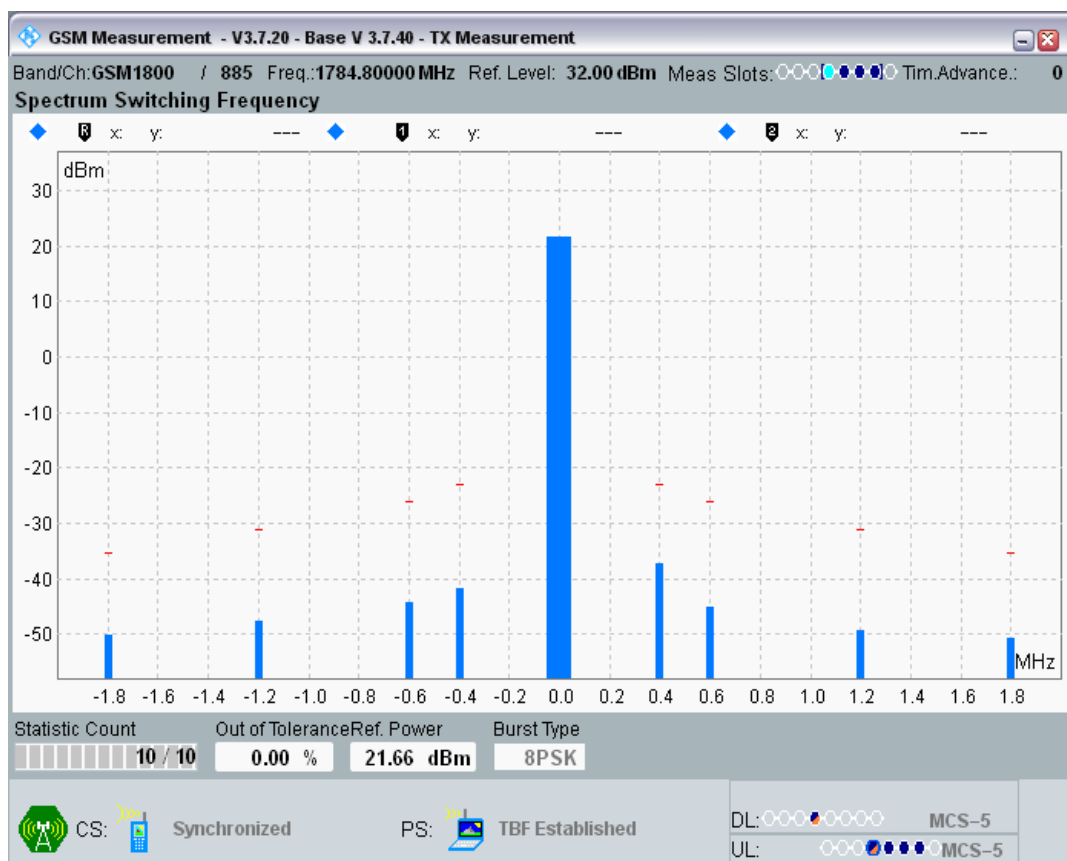 GSM Measurement - V3.7.20 - Base V 3.7.40 - TX Measurement
Band/Ch:GSM1800 / 885 Freq.:1784.80000 MHz Ref. Level: 32.00 dBm Meas Slots: Tim.Advance.: 0
Spectrum Switching Frequency
R x: y: --- 1 x: y: --- 2 x: y: ---
dBm
30
20
10
0
-10
-20
-30
-40
-50
MHz
-1.8 -1.6 -1.4 -1.2 -1.0 -0.8 -0.6 -0.4 -0.2 0.0 0.2 0.4 0.6 0.8 1.0 1.2 1.4 1.6 1.8
Statistic Count Out of Tolerance Ref. Power Burst Type
10 / 10 0.00 % 21.66 dBm 8PSK
CS: Synchronized PS: TBF Established
DL: MCS-5
UL: MCS-5